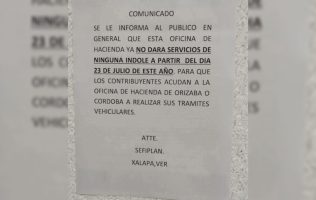 COMUNICADO
SE LE INFORMA AL PUBLICO EN
GENERAL QUE ESTA OFICINA DE
HACIENDA YA NO DARA SERVICIOS DE
NINGUNA INDOLE A PARTIR DEL DIA
23 DE JULIO DE ESTE AÑO. PARA QUE
LOS CONTRIBUYENTES ACUDAN A LA
OFICINA DE HACIENDA DE ORIZABA O
CORDOBA A REALIZAR SUS TRAMITES
VEHICULARES.
ATTE.
SEFIPLAN.
XALAPA,VER